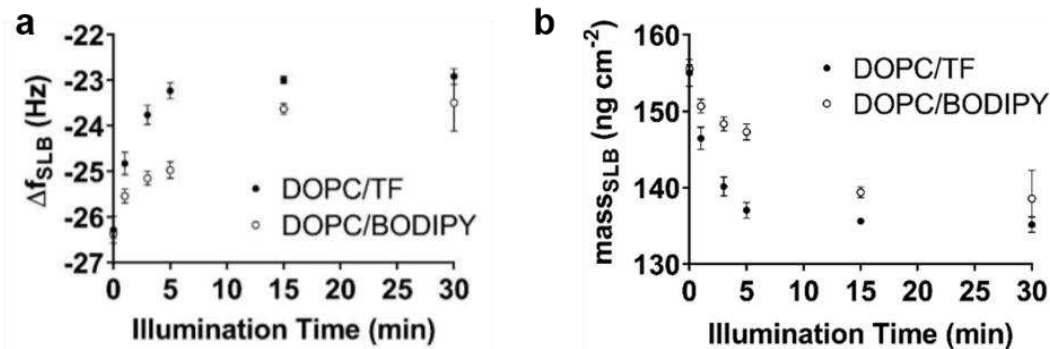 a
-22
-23
-24
-25
-26
-27
ΔfSLB (Hz)
DOPC/TF
DOPC/BODIPY
0 5 10 15 20 25 30
Illumination Time (min)
b
160
150
140
130
massSLB (ng cm-2)
DOPC/TF
DOPC/BODIPY
0 5 10 15 20 25 30
Illumination Time (min)